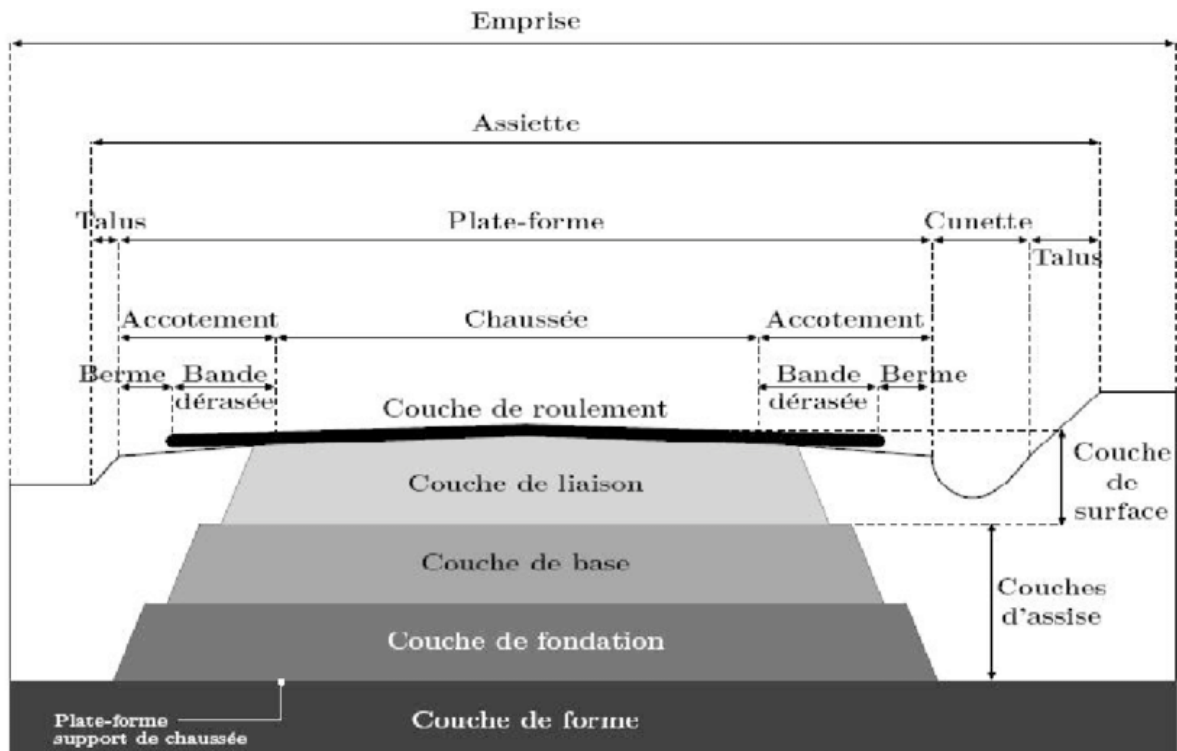 Emprise
Assiette
Talus
Plate-forme
Cunette
Talus
Accotement
Chaussée
Accotement
Berme
Bande
dérasée
Bande
dérasée
Berme
Couche de roulement
Couche de liaison
Couche
de
surface
Couche de base
Couches
d'assise
Couche de fondation
Plate-forme
support de chaussée
Couche de forme